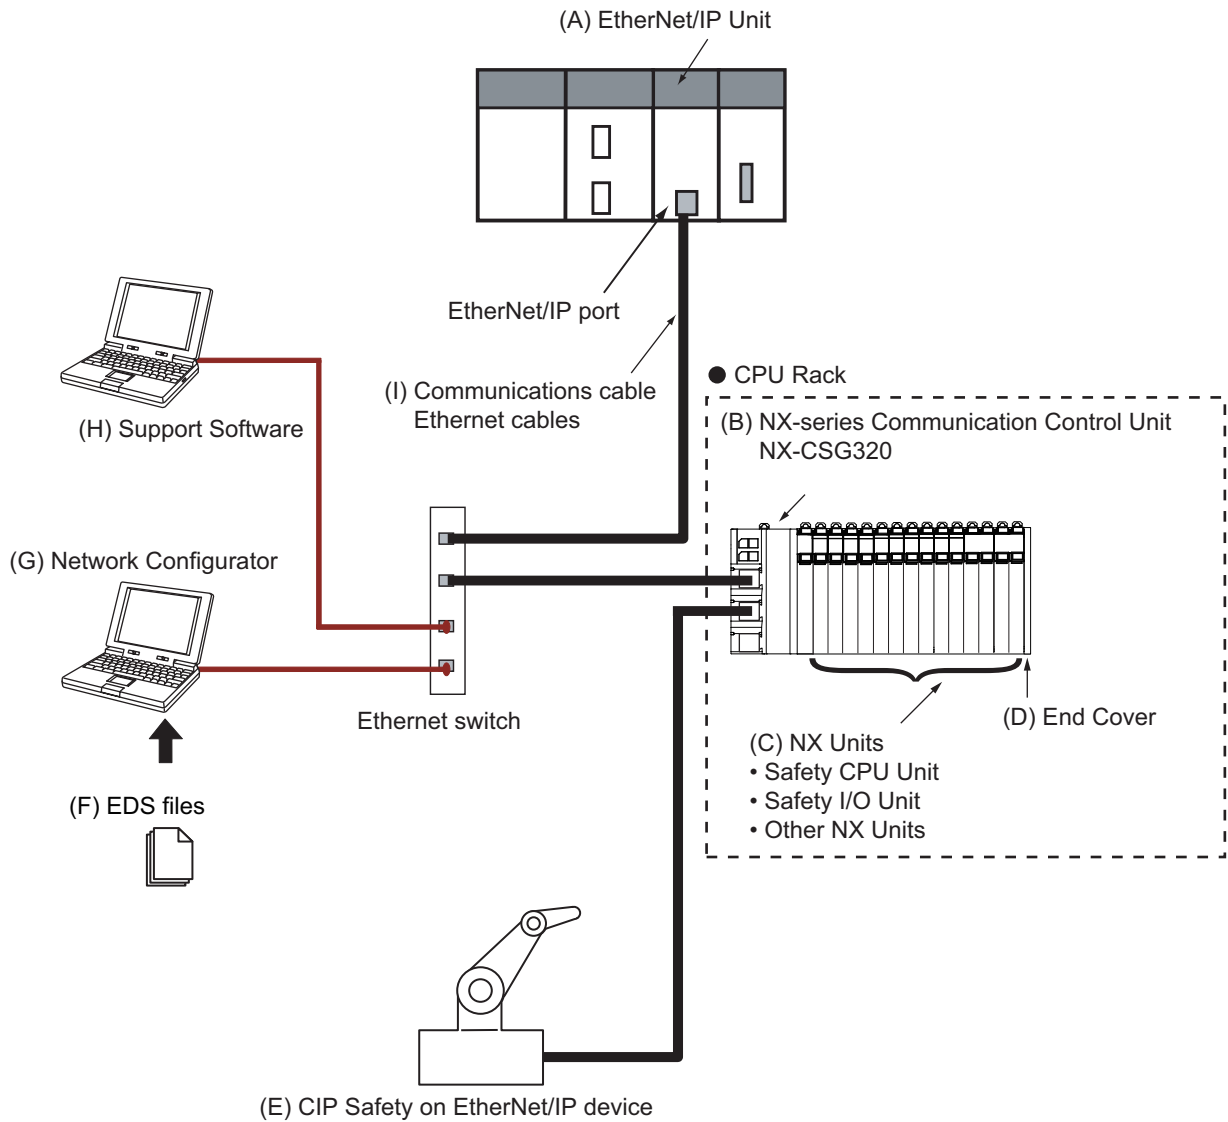 (A) EtherNet/IP Unit
EtherNet/IP port
(I) Communications cable
Ethernet cables
● CPU Rack
(B) NX-series Communication Control Unit
NX-CSG320
(H) Support Software
(G) Network Configurator
Ethernet switch
(D) End Cover
(C) NX Units
• Safety CPU Unit
• Safety I/O Unit
• Other NX Units
(F) EDS files
(E) CIP Safety on EtherNet/IP device